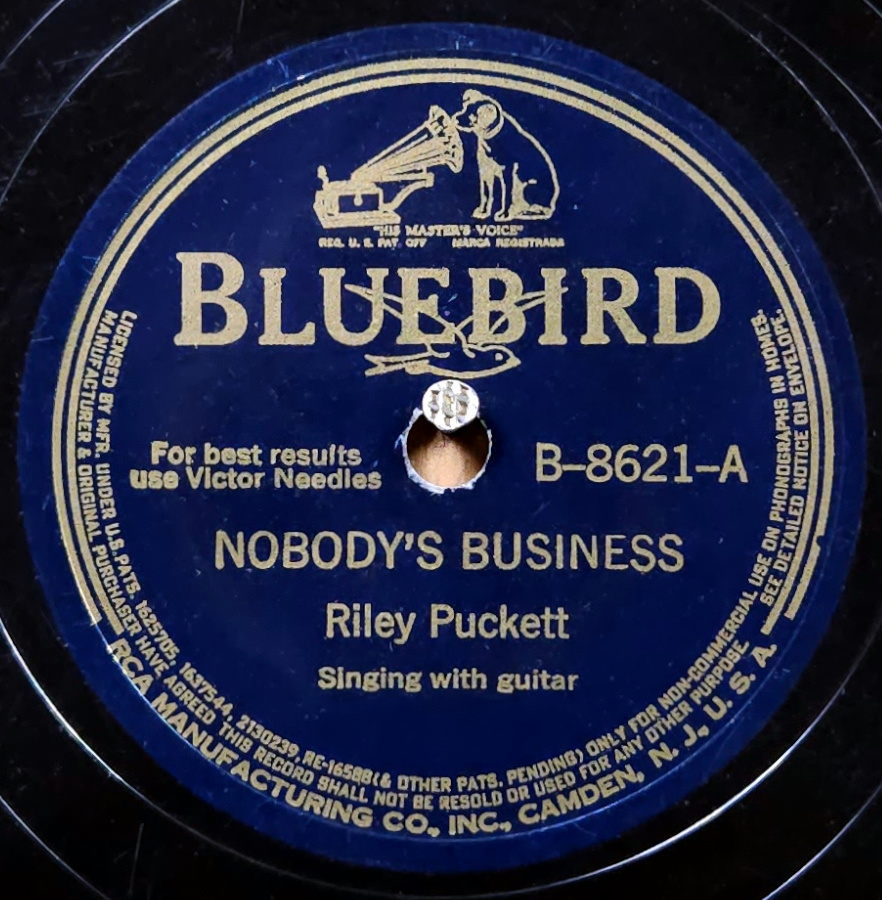 "HIS MASTER'S VOICE"
REG. U. S. PAT. OFF MARCA REGISTRADA
BLUEBIRD
For best results
use Victor Needles
B–8621–A
NOBODY'S BUSINESS
Riley Puckett
Singing with guitar
LICENSED BY MFR. UNDER U.S. PATS. 1625705, 1637544, 2130239, RE-16588 (& OTHER PATS. PENDING) ONLY FOR NON-COMMERCIAL USE ON PHONOGRAPHS IN HOMES.
MANUFACTURER & ORIGINAL PURCHASER HAVE AGREED THIS RECORD SHALL NOT BE RESOLD OR USED FOR ANY OTHER PURPOSE SEE DETAILED NOTICE ON ENVELOPE.
RCA MANUFACTURING CO., INC., CAMDEN, N. J., U. S. A.